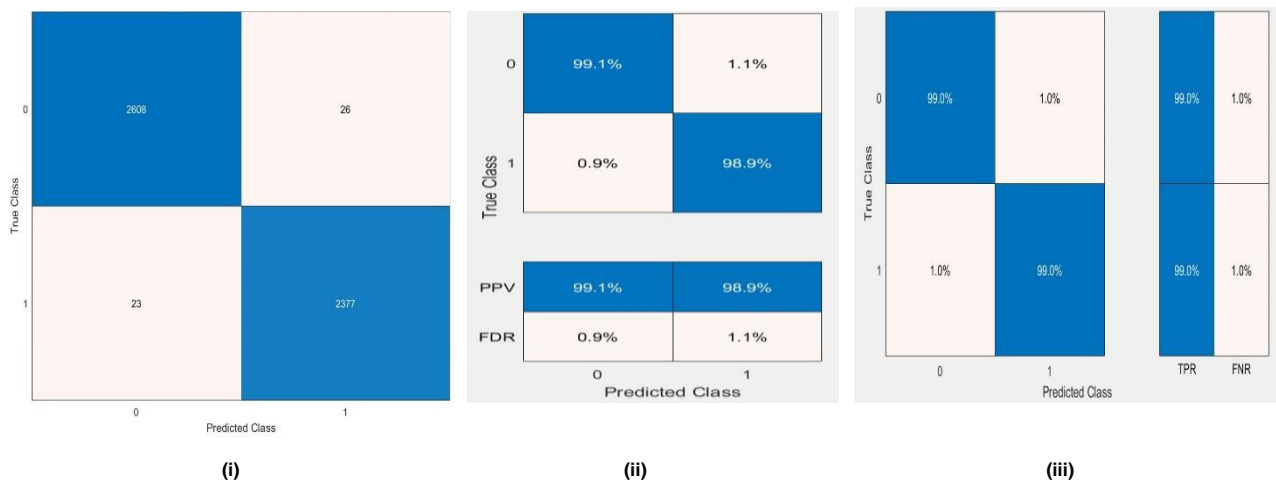 0
2608
26
True Class
1
23
2377
0
1
Predicted Class
(i)
0
99.1%
1.1%
True Class
1
0.9%
98.9%
PPV
99.1%
98.9%
FDR
0.9%
1.1%
0
1
Predicted Class
(ii)
0
99.0%
1.0%
99.0%
1.0%
True Class
1
1.0%
99.0%
99.0%
1.0%
0
1
TPR
FNR
Predicted Class
(iii)